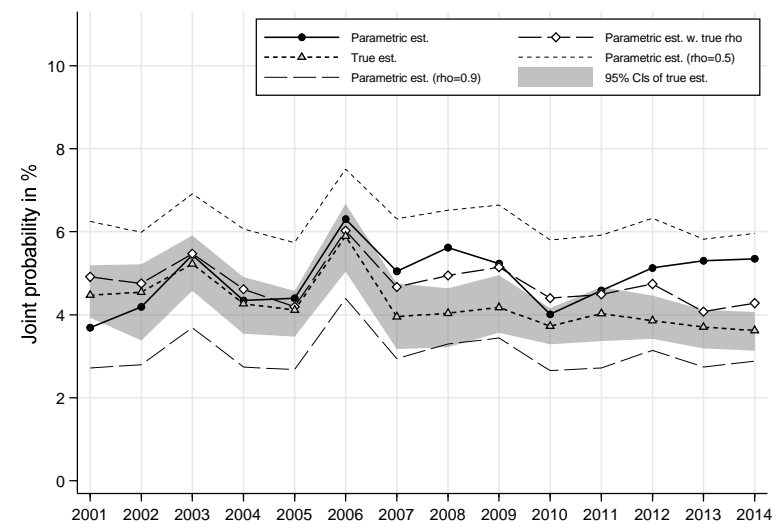 Parametric est.
Parametric est. w. true rho
True est.
Parametric est. (rho=0.5)
Parametric est. (rho=0.9)
95% CIs of true est.
Joint probability in %
10
8
6
4
2
0
2001 2002 2003 2004 2005 2006 2007 2008 2009 2010 2011 2012 2013 2014